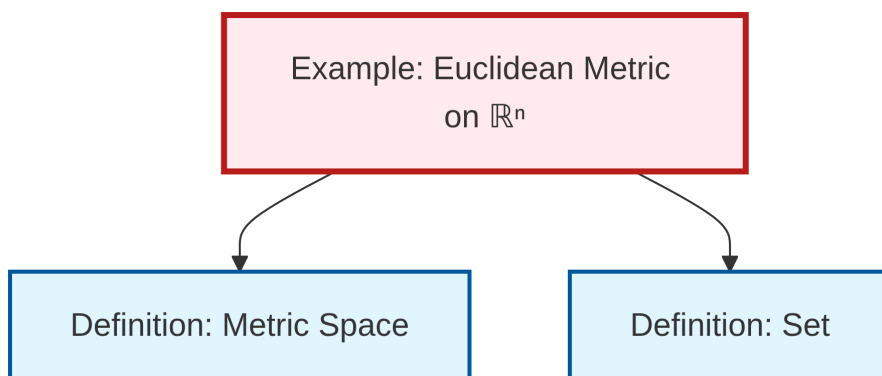 Example: Euclidean Metric
on ℝⁿ
Definition: Metric Space
Definition: Set